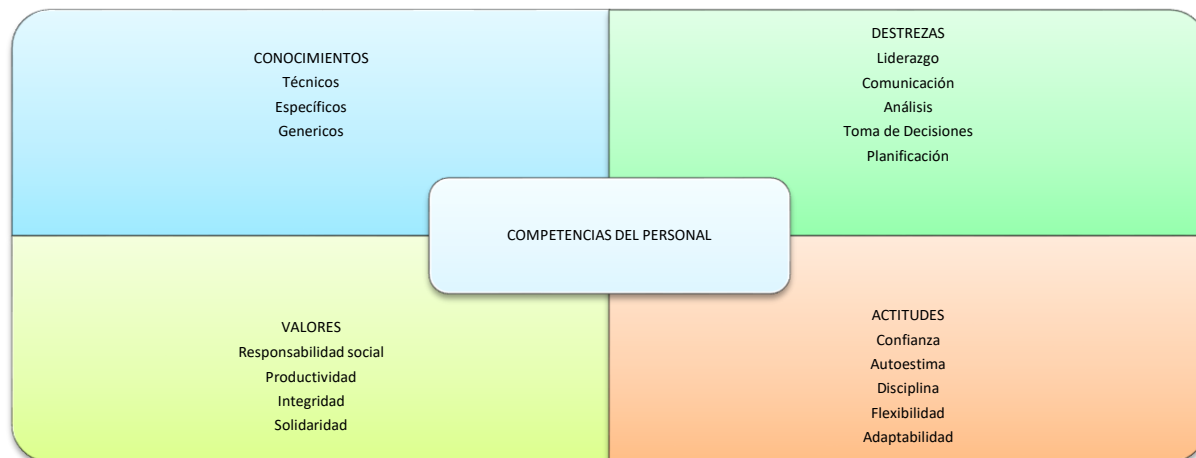 CONOCIMIENTOS
Técnicos
Específicos
Genericos
DESTREZAS
Liderazgo
Comunicación
Análisis
Toma de Decisiones
Planificación
COMPETENCIAS DEL PERSONAL
VALORES
Responsabilidad social
Productividad
Integridad
Solidaridad
ACTITUDES
Confianza
Autoestima
Disciplina
Flexibilidad
Adaptabilidad